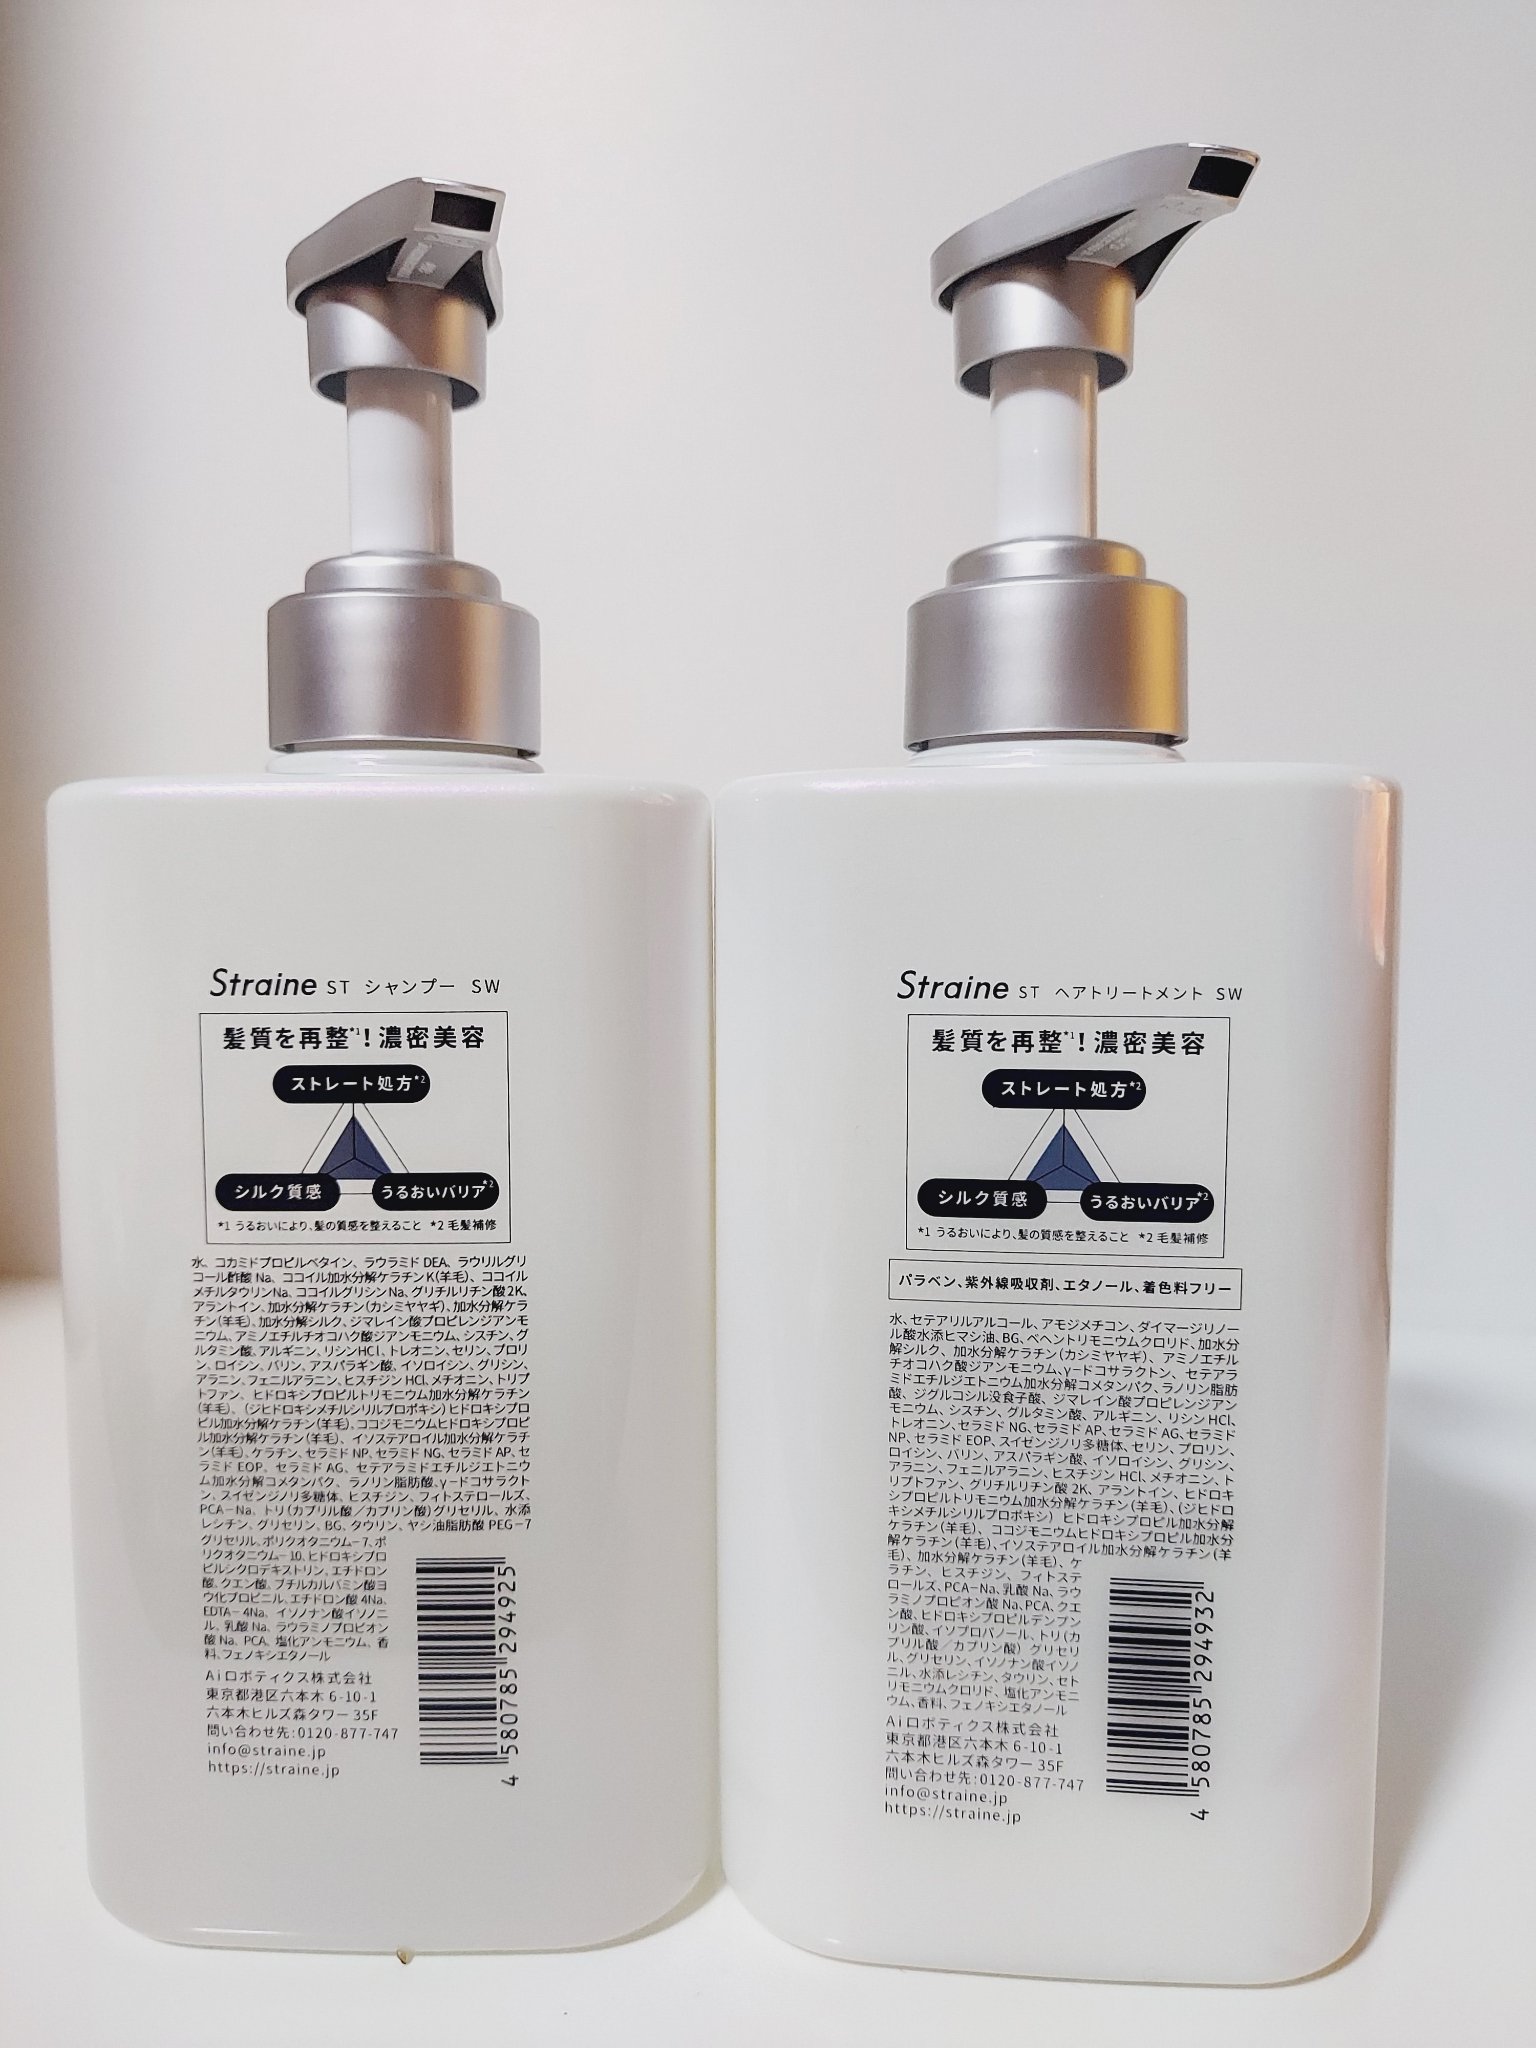 Straine ST シャンプー SW
髪質を再整*1！濃密美容
ストレート処方*2
シルク質感
うるおいバリア*2
*1 うるおいにより、髪の質感を整えること *2 毛髪補修
水、コカミドプロピルベタイン、ラウラミド DEA、ラウリルグリ
コール酢酸 Na、ココイル加水分解ケラチン K(羊毛)、ココイル
メチルタウリンNa、ココイルグリシン Na、グリチルリチン酸 2K、
アラントイン、加水分解ケラチン(カシミヤヤギ)、加水分解ケラ
チン(羊毛)、加水分解シルク、ジマレイン酸プロピレンジアンモ
ニウム、アミノエチルチオコハク酸ジアンモニウム、シスチン、グ
ルタミン酸、アルギニン、リシンHCl、トレオニン、セリン、プロリ
ン、ロイシン、バリン、アスパラギン酸、イソロイシン、グリシン、
アラニン、フェニルアラニン、ヒスチジン HCl、メチオニン、トリプ
トファン、ヒドロキシプロピルトリモニウム加水分解ケラチン
(羊毛)、(ジヒドロキシメチルシリルプロポキシ) ヒドロキシプロ
ピル加水分解ケラチン(羊毛)、ココジモニウムヒドロキシプロピ
ル加水分解ケラチン(羊毛)、イソステアロイル加水分解ケラチ
ン(羊毛)、ケラチン、セラミド NP、セラミド NG、セラミド AP、セ
ラミド EOP、セラミド AG、セテアラミドエチルジエトニウ
ム加水分解コメタンパク、ラノリン脂肪酸、γ－ドコサラクト
ン、スイゼンジノリ多糖体、ヒスチジン、フィトステロールズ、
PCA－Na、トリ(カプリル酸／カプリン酸)グリセリル、水添
レシチン、グリセリン、BG、タウリン、ヤシ油脂肪酸 PEG－7
グリセリル、ポリクオタニウム－7、ポ
リクオタニウム－10、ヒドロキシプロ
ピルシクロデキストリン、エチドロン
酸、クエン酸、ブチルカルバミン酸ヨ
ウ化プロピニル、エチドロン酸 4Na、
EDTA－4Na、イソノナン酸イソノニ
ル、乳酸 Na、ラウラミノプロピオン
酸 Na、PCA、塩化アンモニウム、香
料、フェノキシエタノール
Aiロボティクス株式会社
東京都港区六本木 6-10-1
六本木ヒルズ森タワー 35F
問い合わせ先：0120-877-747
info@straine.jp
https://straine.jp
4 580785 294925
Straine ST ヘアトリートメント SW
髪質を再整*1！濃密美容
ストレート処方*2
シルク質感
うるおいバリア*2
*1 うるおいにより、髪の質感を整えること *2 毛髪補修
パラベン、紫外線吸収剤、エタノール、着色料フリー
水、セテアリルアルコール、アモジメチコン、ダイマージリノー
ル酸水添ヒマシ油、BG、ベヘントリモニウムクロリド、加水分
解シルク、加水分解ケラチン(カシミヤヤギ)、アミノエチル
チオコハク酸ジアンモニウム、γ－ドコサラクトン、セテアラ
ミドエチルジエトニウム加水分解コメタンパク、ラノリン脂肪
酸、ジグルコシル没食子酸、ジマレイン酸プロピレンジアン
モニウム、シスチン、グルタミン酸、アルギニン、リシン HCl、
トレオニン、セラミド NG、セラミド AP、セラミド AG、セラミド
NP、セラミド EOP、スイゼンジノリ多糖体、セリン、プロリン、
ロイシン、バリン、アスパラギン酸、イソロイシン、グリシン、
アラニン、フェニルアラニン、ヒスチジン HCl、メチオニン、ト
リプトファン、グリチルリチン酸 2K、アラントイン、ヒドロキ
シプロピルトリモニウム加水分解ケラチン(羊毛)、(ジヒドロ
キシメチルシリルプロポキシ) ヒドロキシプロピル加水分解
ケラチン(羊毛)、ココジモニウムヒドロキシプロピル加水分
解ケラチン(羊毛)、イソステアロイル加水分解ケラチン(羊
毛)、加水分解ケラチン(羊毛)、ケ
ラチン、ヒスチジン、フィトステ
ロールズ、PCA－Na、乳酸 Na、ラウ
ラミノプロピオン酸 Na、PCA、クエ
ン酸、ヒドロキシプロピルデンプン
リン酸、イソプロパノール、トリ(カ
プリル酸／カプリン酸) グリセリ
ル、グリセリン、イソノナン酸イソノ
ニル、水添レシチン、タウリン、セト
リモニウムクロリド、塩化アンモニ
ウム、香料、フェノキシエタノール
Aiロボティクス株式会社
東京都港区六本木 6-10-1
六本木ヒルズ森タワー 35F
問い合わせ先：0120-877-747
info@straine.jp
https://straine.jp
4 580785 294932